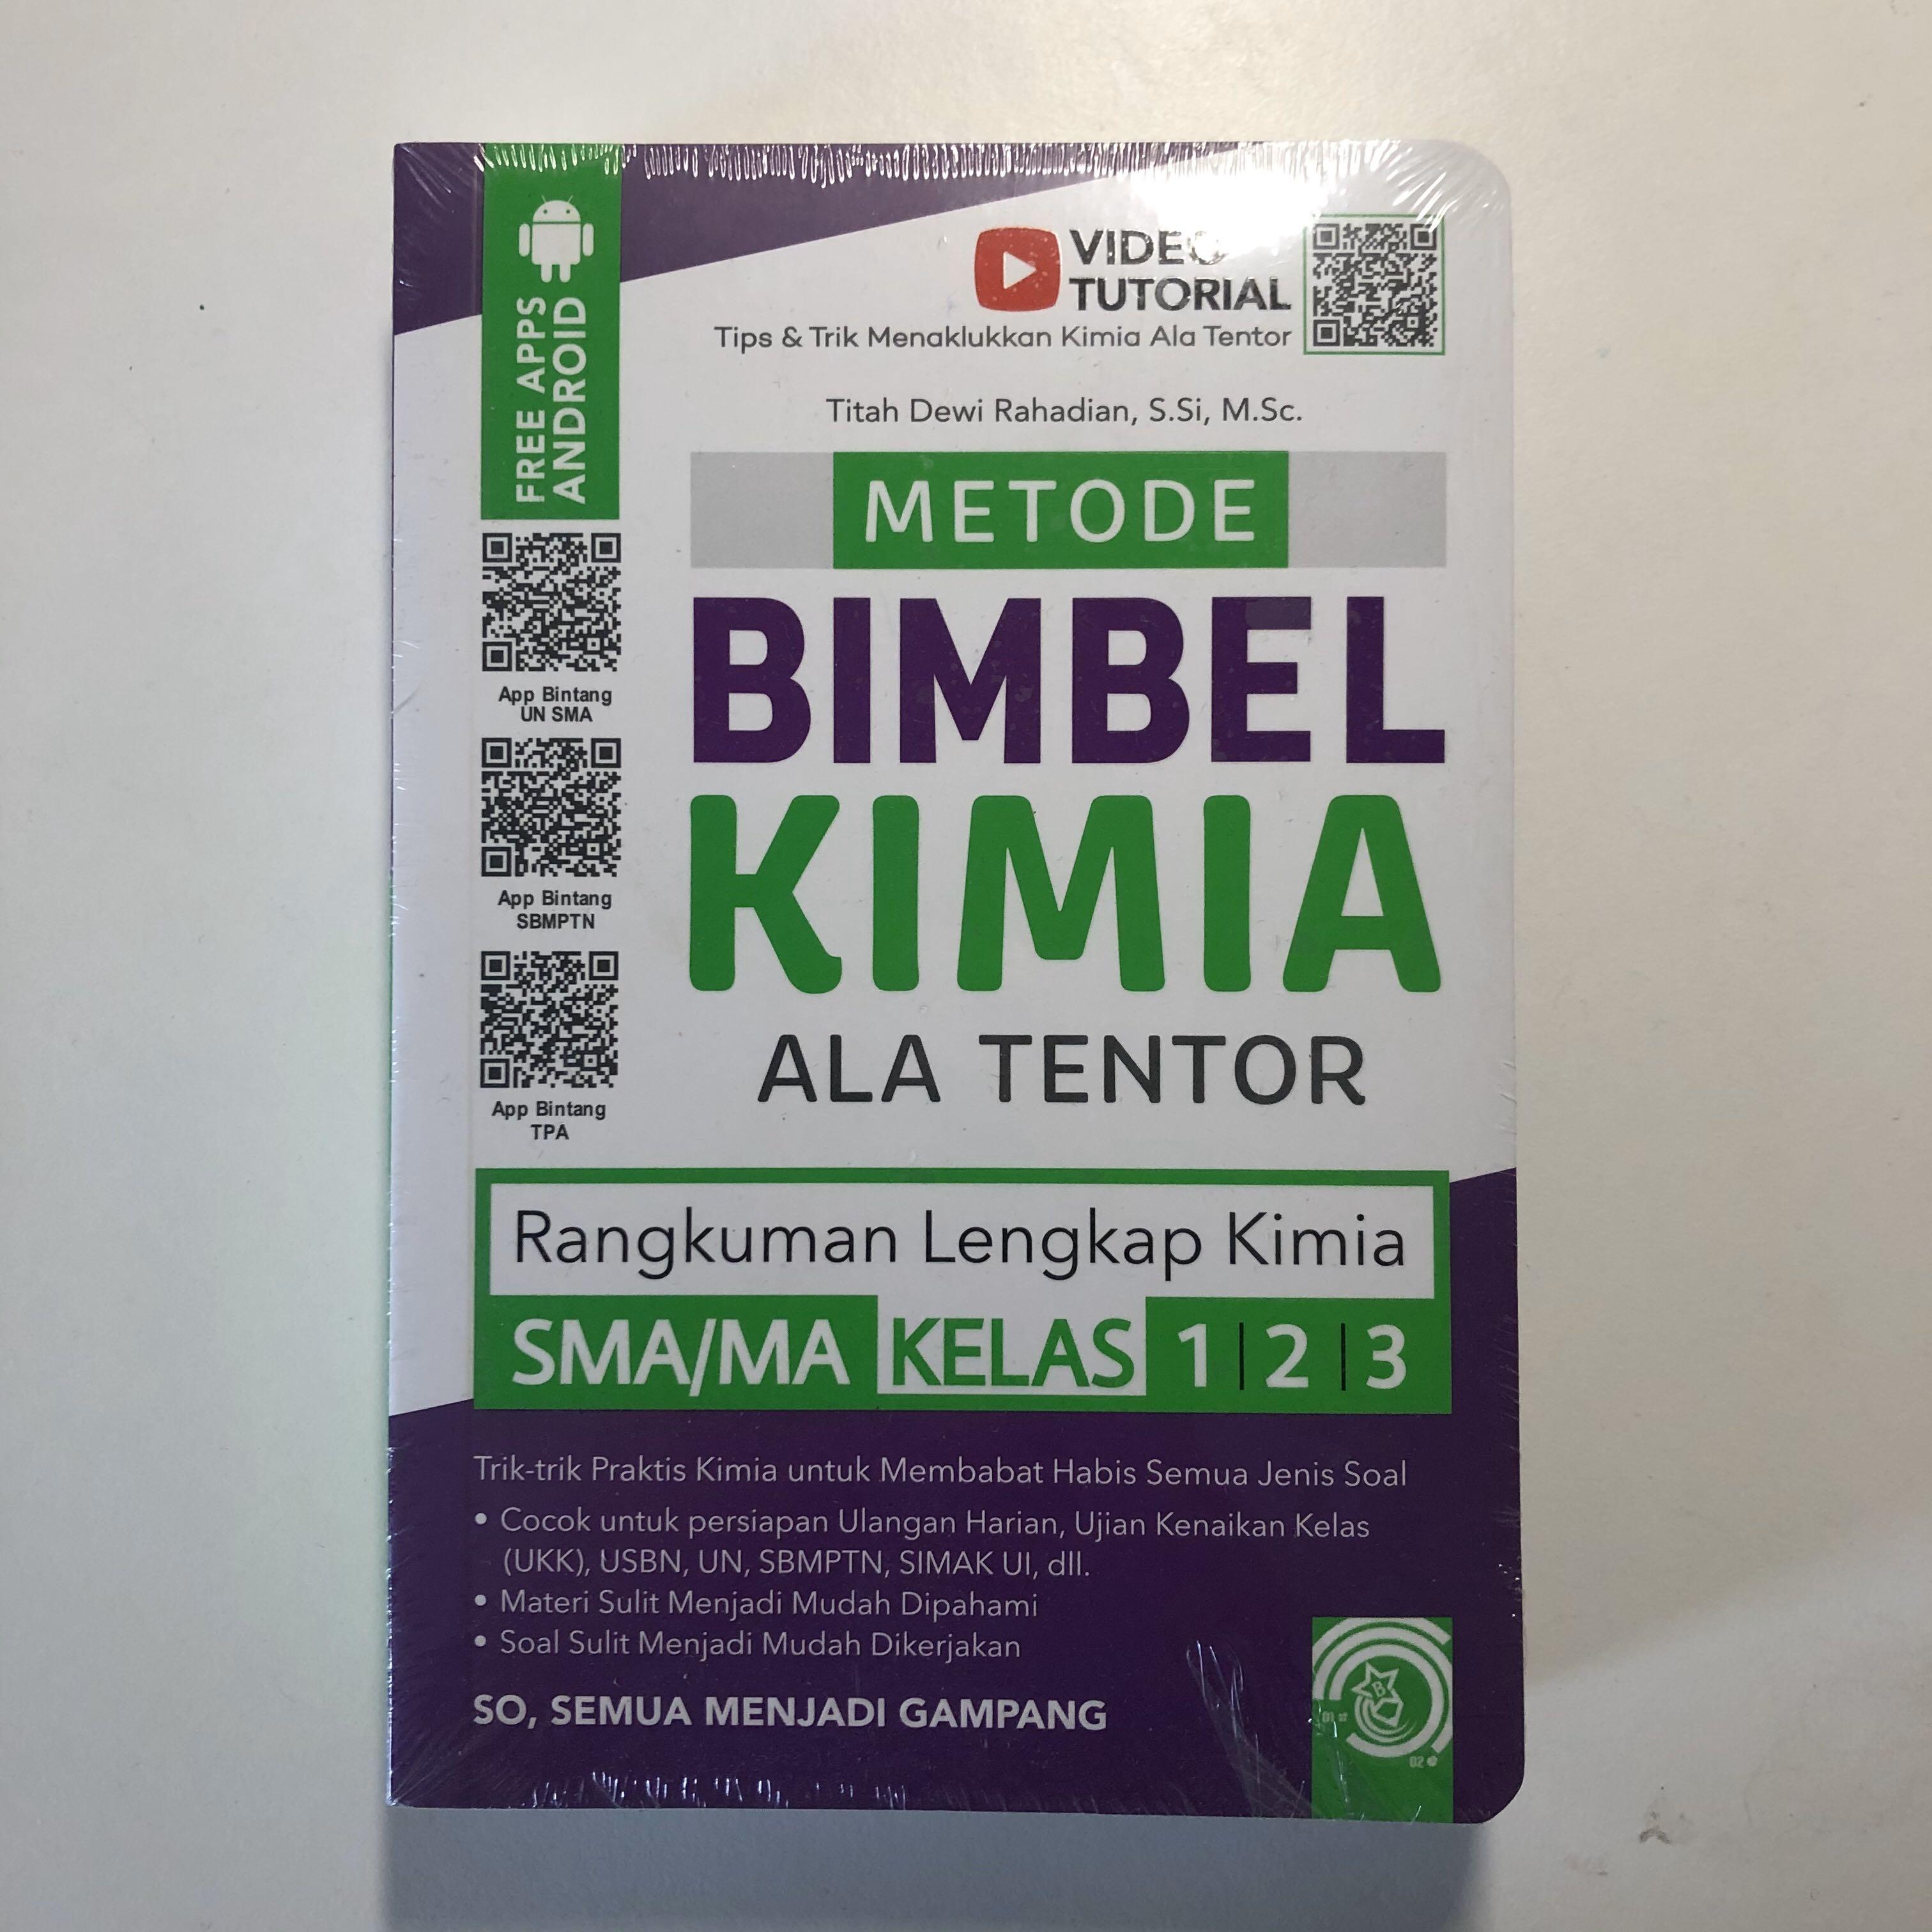 FREE APPS
ANDROID
VIDEO
TUTORIAL
Tips & Trik Menaklukkan Kimia Ala Tentor
Titah Dewi Rahadian, S.Si, M.Sc.
METODE
BIMBEL
KIMIA
ALA TENTOR
App Bintang
UN SMA
App Bintang
SBMPTN
App Bintang
TPA
Rangkuman Lengkap Kimia
SMA/MA KELAS 1|2|3
Trik-trik Praktis Kimia untuk Membabat Habis Semua Jenis Soal
• Cocok untuk persiapan Ulangan Harian, Ujian Kenaikan Kelas
(UKK), USBN, UN, SBMPTN, SIMAK UI, dll.
• Materi Sulit Menjadi Mudah Dipahami
• Soal Sulit Menjadi Mudah Dikerjakan
SO, SEMUA MENJADI GAMPANG
B
02